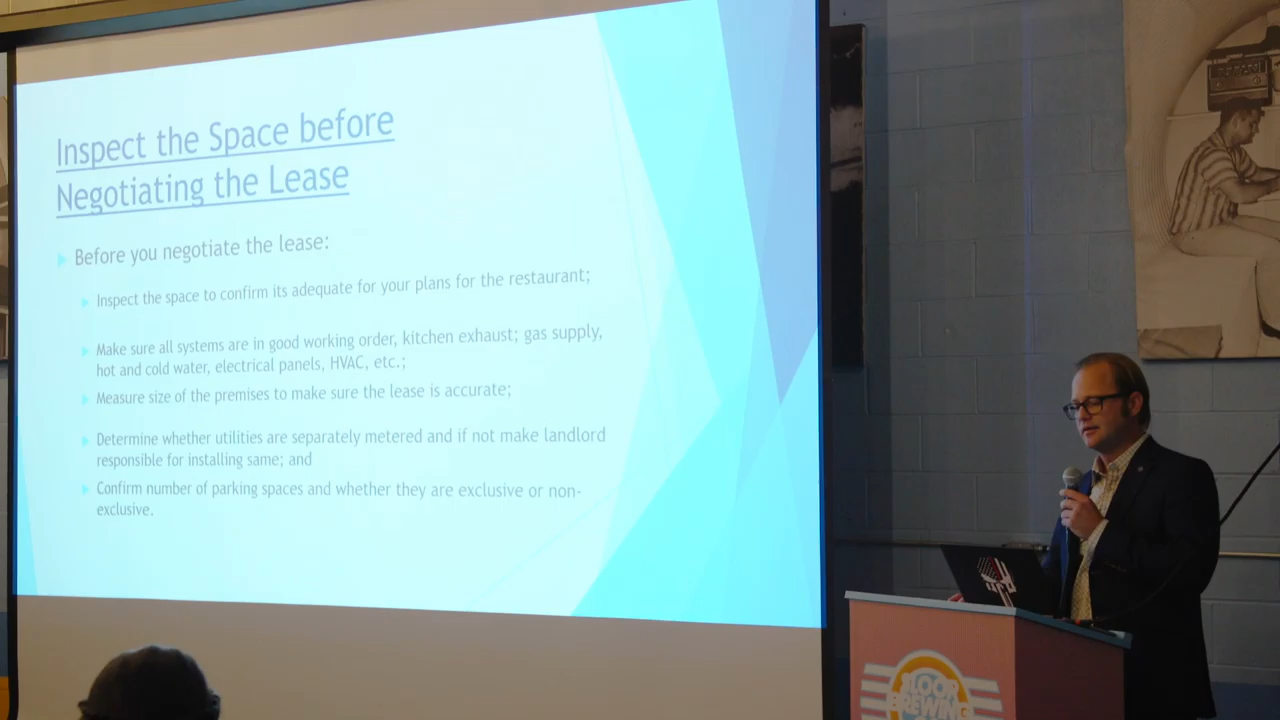 Inspect the Space before
Negotiating the Lease
Before you negotiate the lease:
Inspect the space to confirm its adequate for your plans for the restaurant;
Make sure all systems are in good working order, kitchen exhaust; gas supply,
hot and cold water, electrical panels, HVAC, etc.;
Measure size of the premises to make sure the lease is accurate;
Determine whether utilities are separately metered and if not make landlord
responsible for installing same; and
Confirm number of parking spaces and whether they are exclusive or non-
exclusive.
FLOOR
BREWING